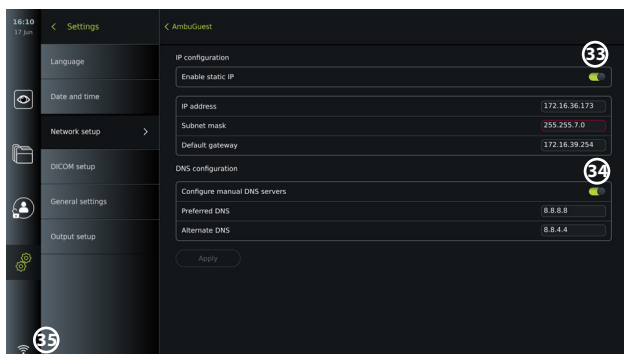 16:10
17 Jun
Settings
AmbuGuest
Language
Date and time
Network setup
DICOM setup
General settings
Output setup
IP configuration
33
Enable static IP
IP address 172.16.36.173
Subnet mask 255.255.7.0
Default gateway 172.16.39.254
DNS configuration
34
Configure manual DNS servers
Preferred DNS 8.8.8.8
Alternate DNS 8.8.4.4
Apply
35